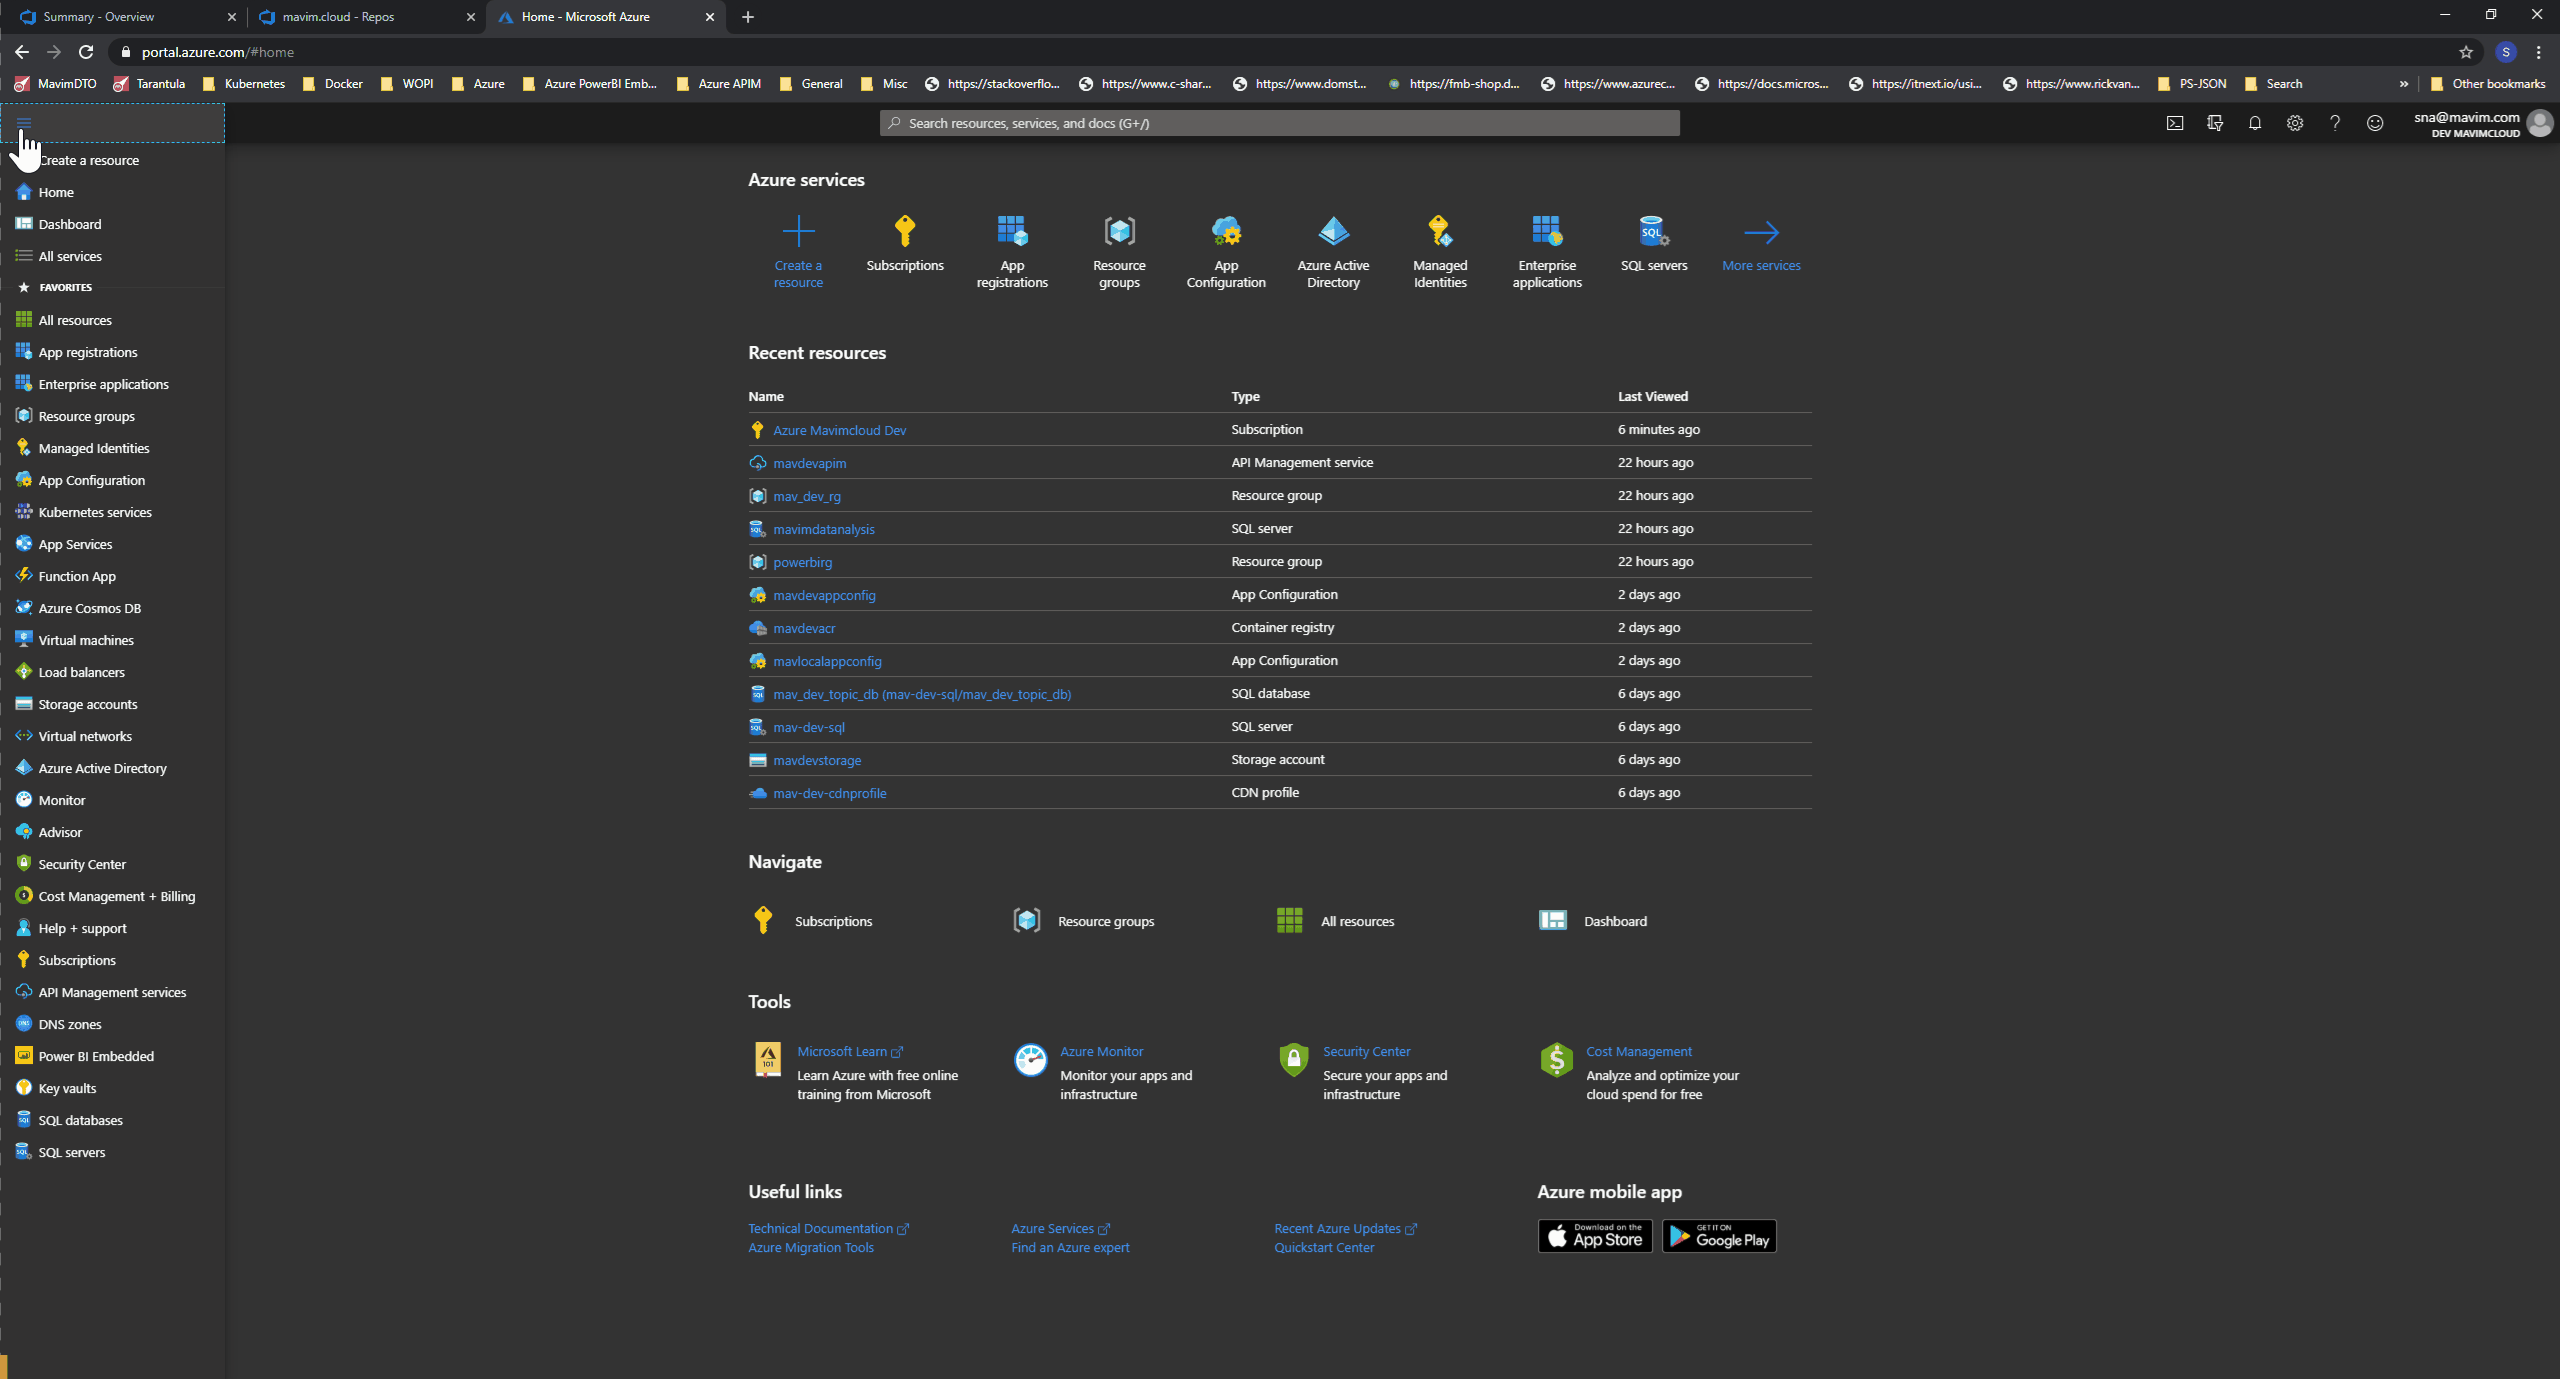 Summary - Overview
mavim.cloud - Repos
Home - Microsoft Azure
portal.azure.com/#home
MavimDTO
Tarantula
Kubernetes
Docker
WOPI
Azure
Azure PowerBI Emb...
Azure APIM
General
Misc
https://stackoverflo...
https://www.c-shar...
https://www.domst...
https://fmb-shop.d...
https://www.azurec...
https://docs.micros...
https://itnext.io/usi...
https://www.rickvan...
PS-JSON
Search
»
Other bookmarks
Search resources, services, and docs (G+/)
sna@mavim.com
DEV MAVIMCLOUD
S
Create a resource
Home
Dashboard
All services
FAVORITES
All resources
App registrations
Enterprise applications
Resource groups
Managed Identities
App Configuration
Kubernetes services
App Services
Function App
Azure Cosmos DB
Virtual machines
Load balancers
Storage accounts
Virtual networks
Azure Active Directory
Monitor
Advisor
Security Center
Cost Management + Billing
Help + support
Subscriptions
API Management services
DNS zones
Power BI Embedded
Key vaults
SQL databases
SQL servers
Azure services
Create a
resource
Subscriptions
App
registrations
Resource
groups
App
Configuration
Azure Active
Directory
Managed
Identities
Enterprise
applications
SQL servers
More services
Recent resources
Name Type Last Viewed
Azure Mavimcloud Dev Subscription 6 minutes ago
mavdevapim API Management service 22 hours ago
mav_dev_rg Resource group 22 hours ago
mavimdatanalysis SQL server 22 hours ago
powerbirg Resource group 22 hours ago
mavdevappconfig App Configuration 2 days ago
mavdevacr Container registry 2 days ago
mavlocalappconfig App Configuration 2 days ago
mav_dev_topic_db (mav-dev-sql/mav_dev_topic_db) SQL database 6 days ago
mav-dev-sql SQL server 6 days ago
mavdevstorage Storage account 6 days ago
mav-dev-cdnprofile CDN profile 6 days ago
Navigate
Subscriptions
Resource groups
All resources
Dashboard
Tools
Microsoft Learn
Learn Azure with free online
training from Microsoft
Azure Monitor
Monitor your apps and
infrastructure
Security Center
Secure your apps and
infrastructure
Cost Management
Analyze and optimize your
cloud spend for free
Useful links
Technical Documentation
Azure Migration Tools
Azure Services
Find an Azure expert
Recent Azure Updates
Quickstart Center
Azure mobile app
Download on the
App Store
GET IT ON
Google Play